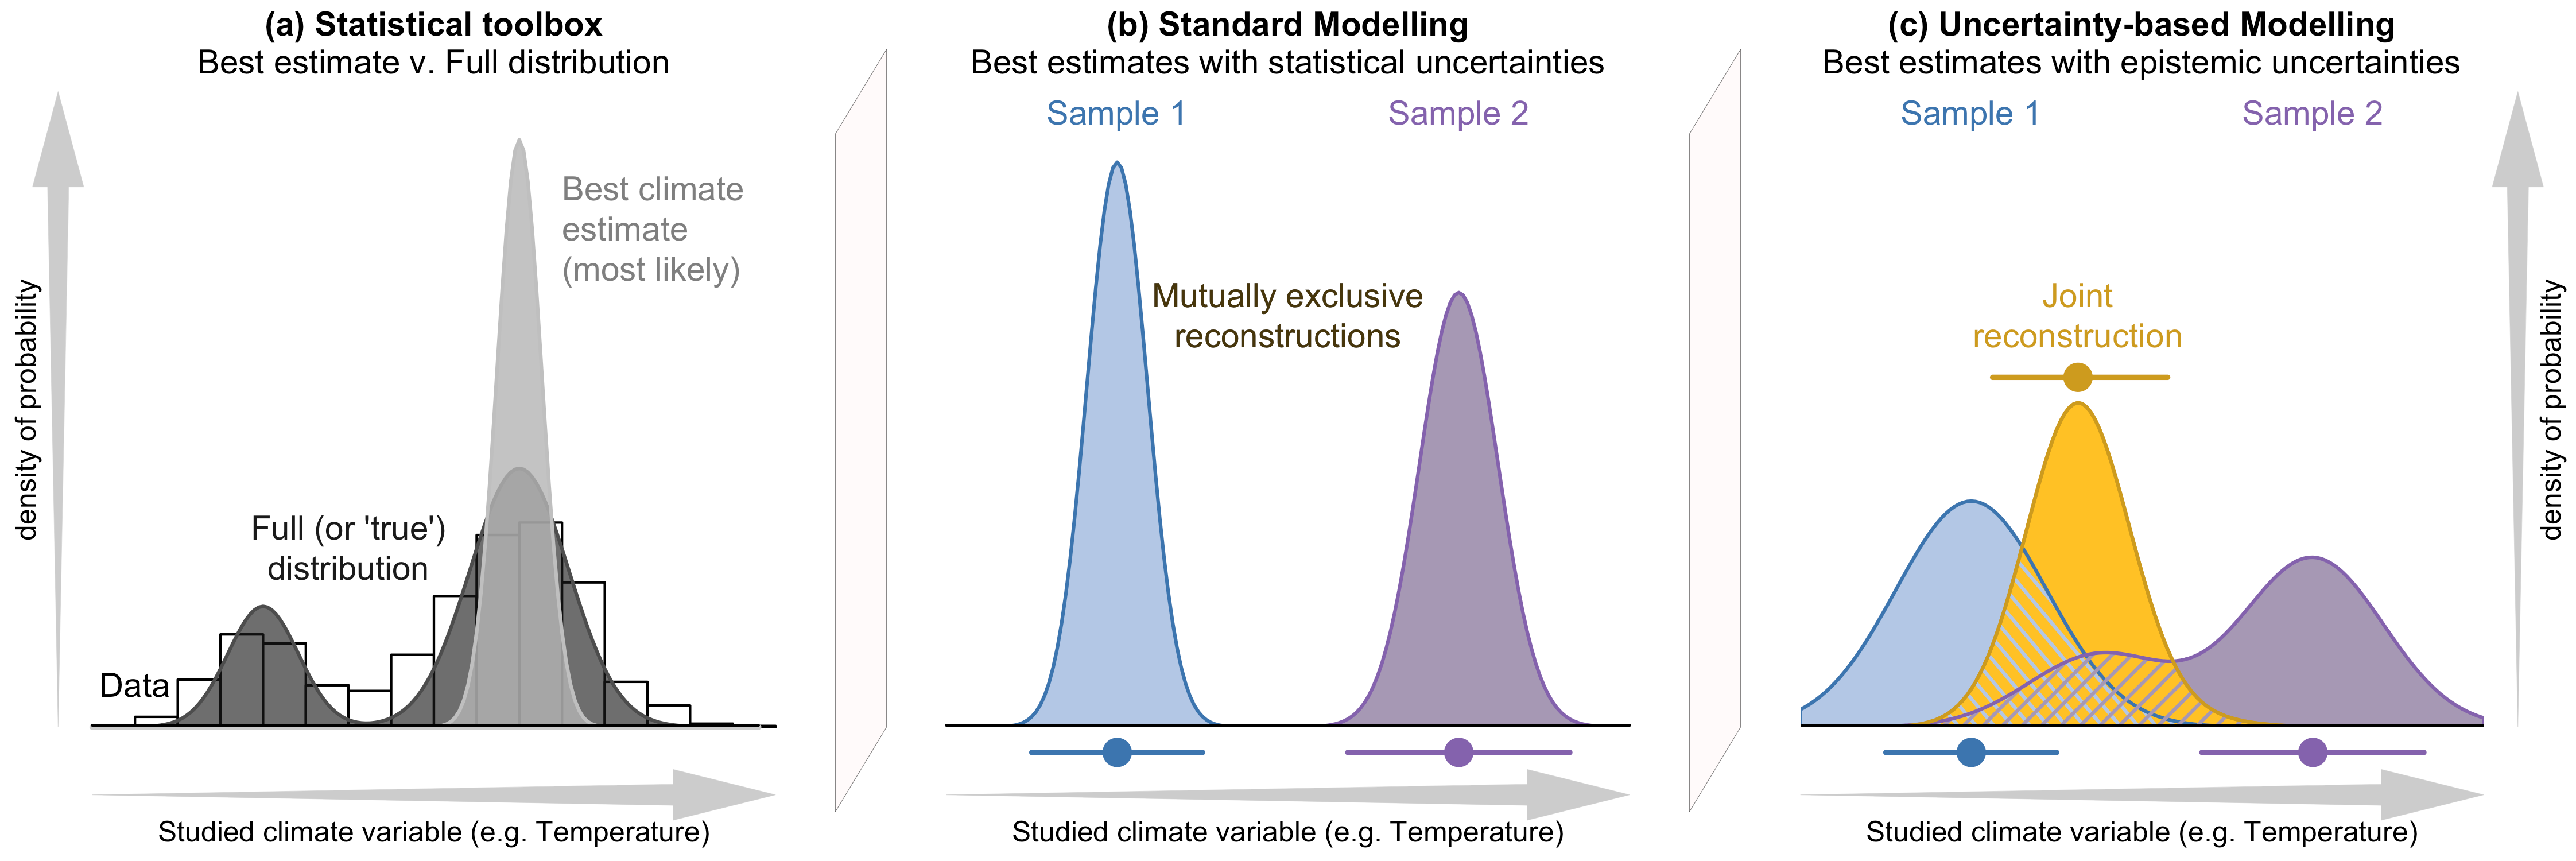 (a) Statistical toolbox
Best estimate v. Full distribution
density of probability
Best climate
estimate
(most likely)
Full (or 'true')
distribution
Data
Studied climate variable (e.g. Temperature)
(b) Standard Modelling
Best estimates with statistical uncertainties
Sample 1
Sample 2
Mutually exclusive
reconstructions
Studied climate variable (e.g. Temperature)
(c) Uncertainty-based Modelling
Best estimates with epistemic uncertainties
Sample 1
Sample 2
Joint
reconstruction
density of probability
Studied climate variable (e.g. Temperature)